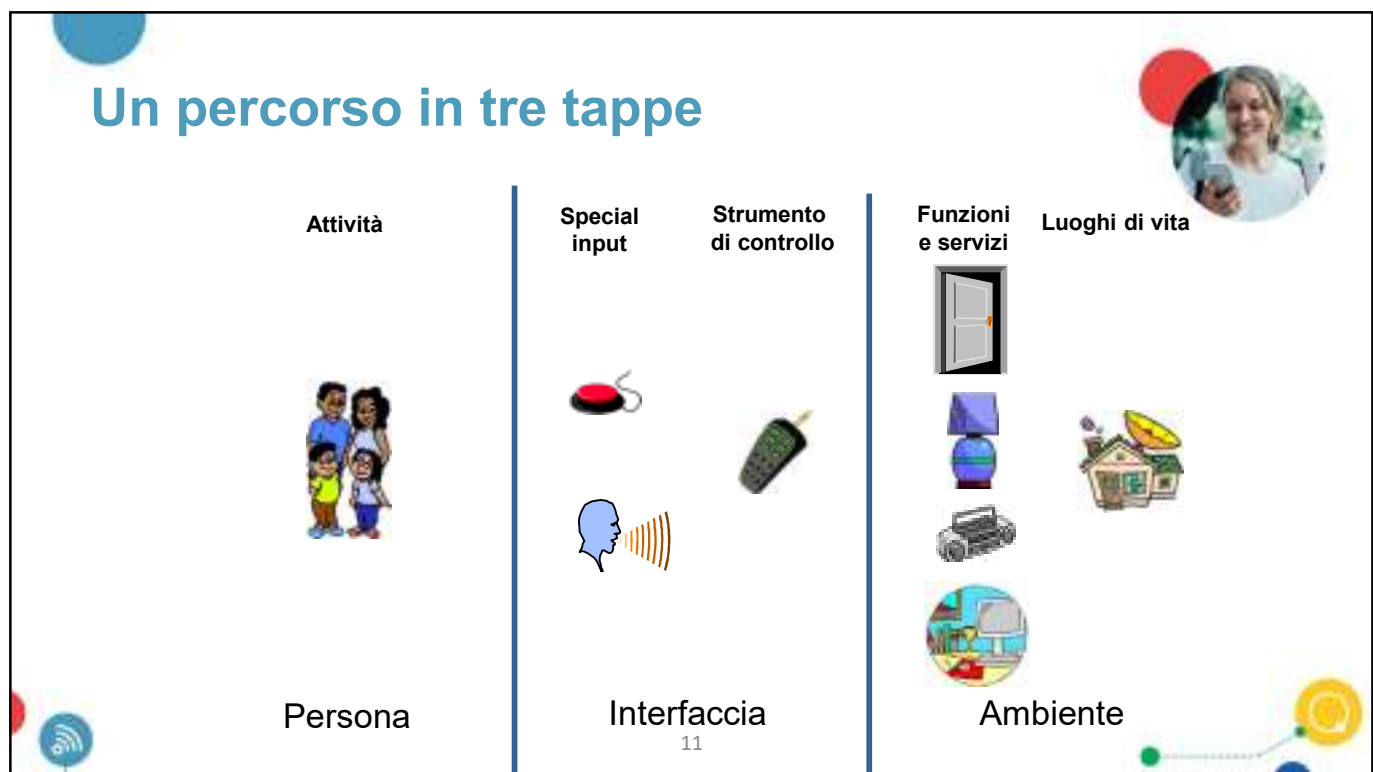 Un percorso in tre tappe
Attività
Special
input
Strumento
di controllo
Funzioni
e servizi
Luoghi di vita
Persona
Interfaccia
Ambiente
11